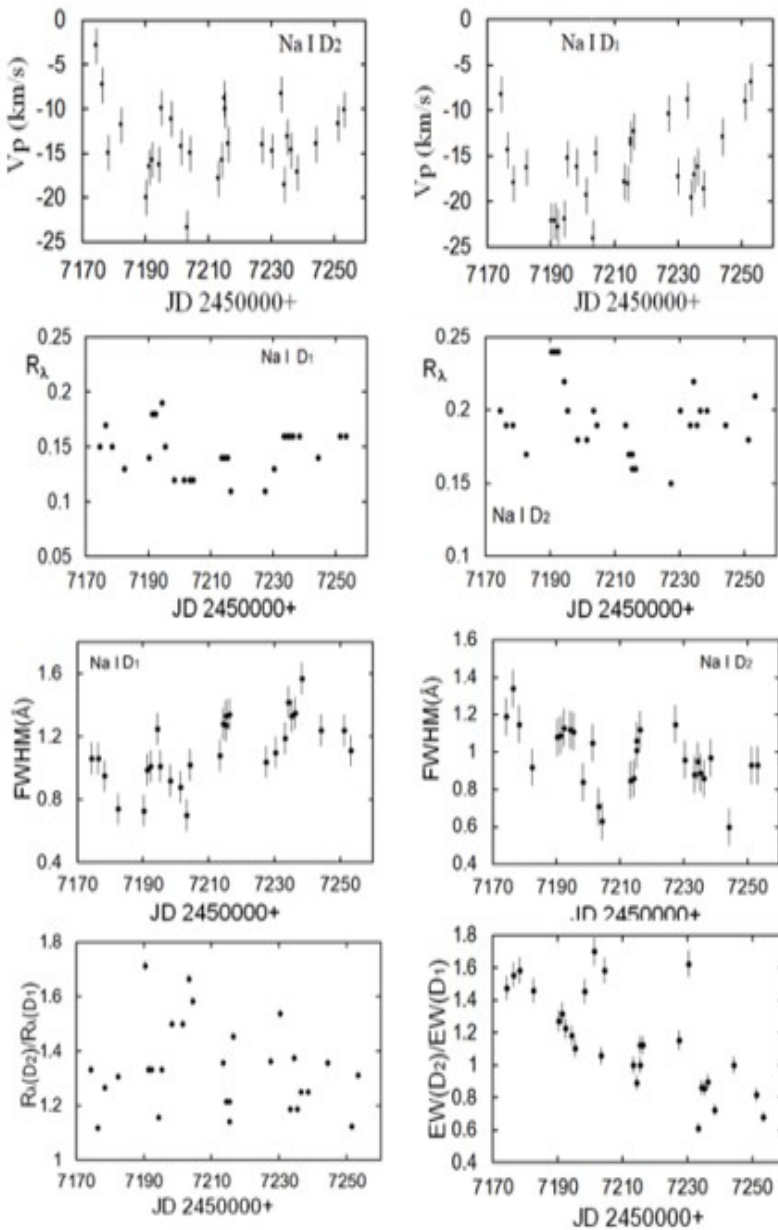 0
-5
-10
-15
-20
-25
Vp (km/s)
Na I D2
7170 7190 7210 7230 7250
JD 2450000+
0
-5
-10
-15
-20
-25
Vp (km/s)
Na I D1
7170 7190 7210 7230 7250
JD 2450000+
0.25
0.2
0.15
0.1
0.05
Rλ
Na I D1
7170 7190 7210 7230 7250
JD 2450000+
0.25
0.2
0.15
0.1
Rλ
Na I D2
7170 7190 7210 7230 7250
JD 2450000+
1.6
1.2
0.8
0.4
FWHM(Å)
Na I D1
7170 7190 7210 7230 7250
JD 2450000+
1.6
1.4
1.2
1
0.8
0.6
0.4
FWHM(Å)
Na I D2
7170 7190 7210 7230 7250
JD 2450000+
1.8
1.6
1.4
1.2
1
Rλ(D2)/Rλ(D1)
7170 7190 7210 7230 7250
JD 2450000+
1.8
1.6
1.4
1.2
1
0.8
0.6
0.4
EW(D2)/EW(D1)
7170 7190 7210 7230 7250
JD 2450000+